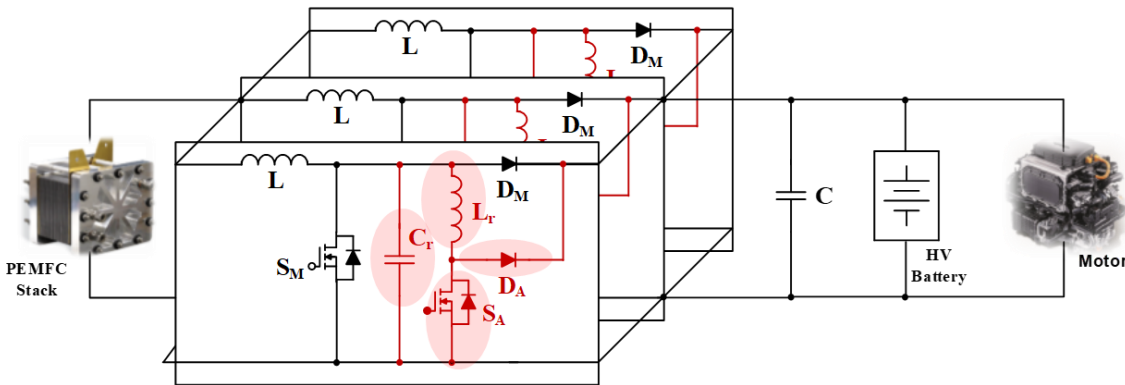 L
D_M
L
D_M
L
D_M
L_r
C_r
S_M
D_A
S_A
PEMFC
Stack
C
HV
Battery
Motor